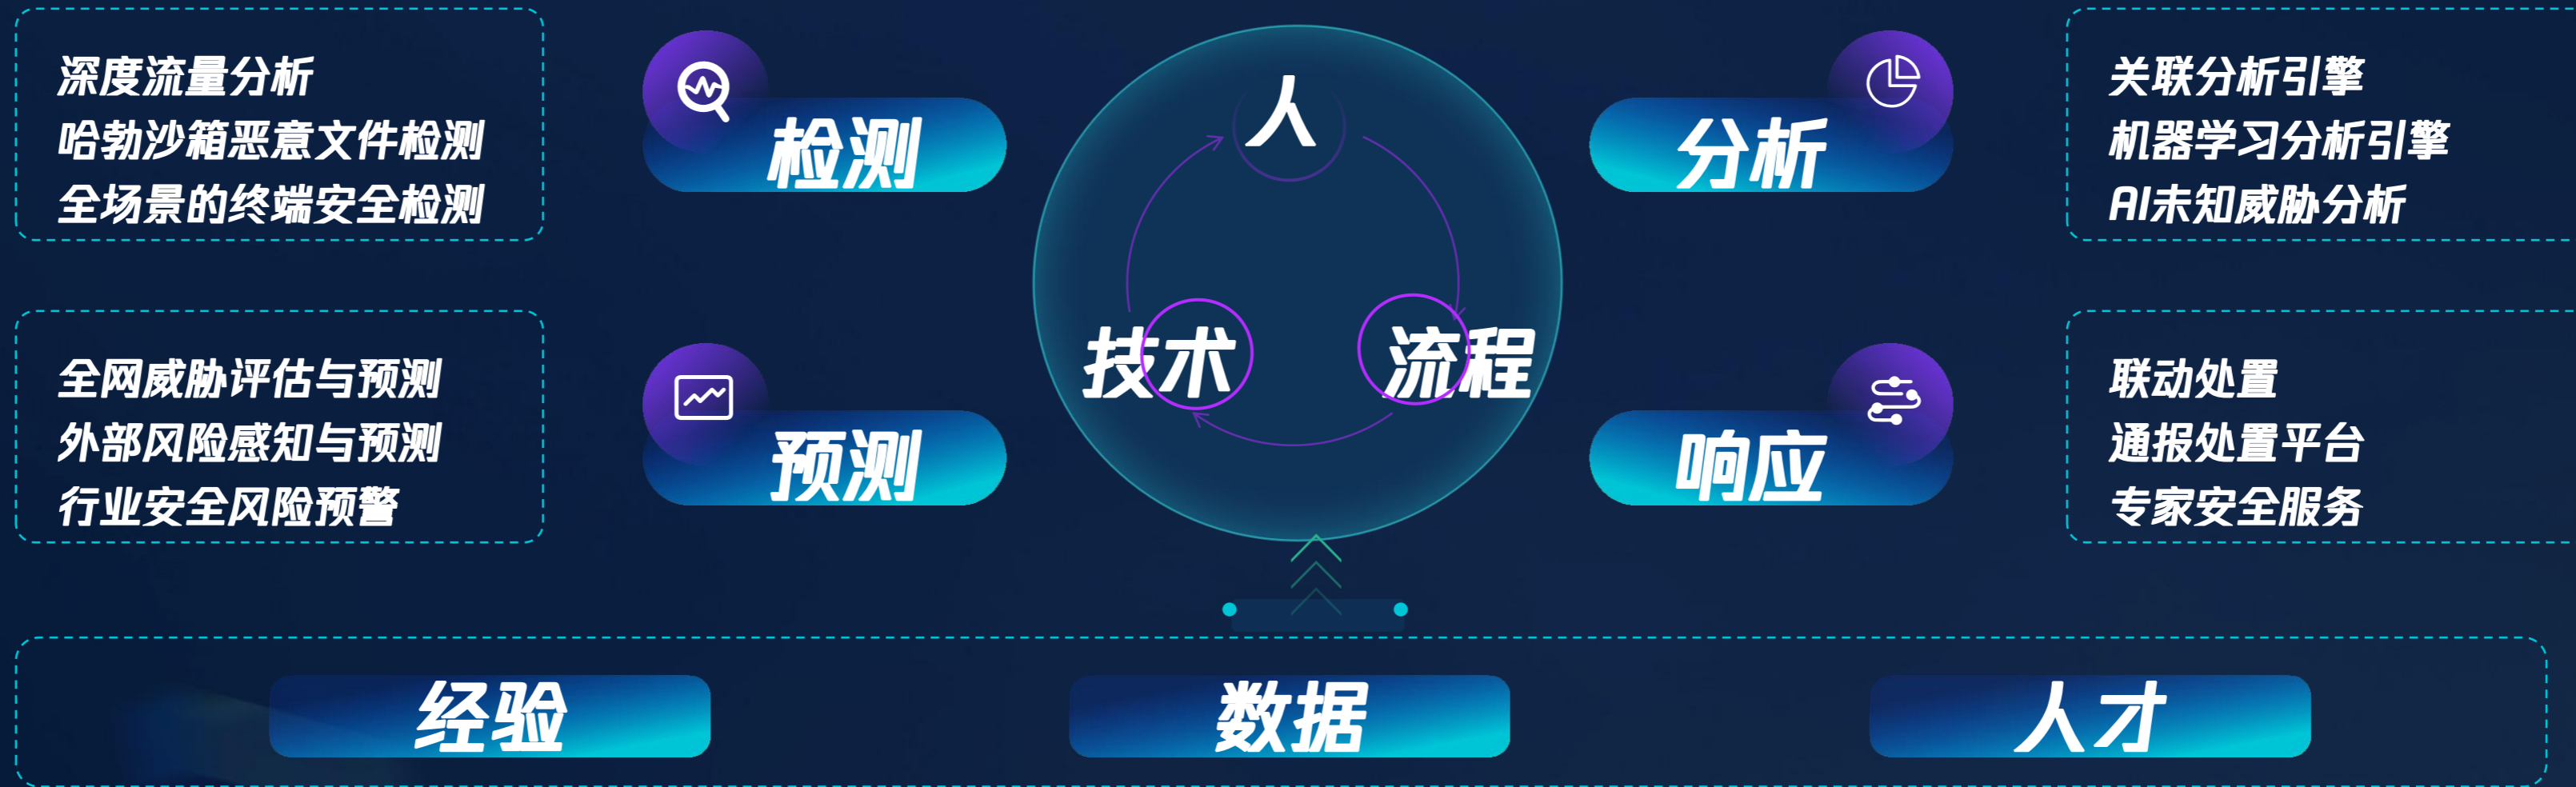 深度流量分析
哈勃沙箱恶意文件检测
全场景的终端安全检测
检测
人
技术
流程
分析
关联分析引擎
机器学习分析引擎
AI未知威胁分析
全网威胁评估与预测
外部风险感知与预测
行业安全风险预警
预测
响应
联动处置
通报处置平台
专家安全服务
经验
数据
人才